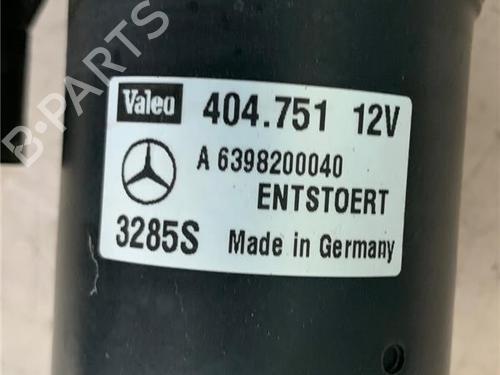 B-PARTS
Valeo 404.751 12V
A 6398200040
ENTSTOERT
3285S Made in Germany